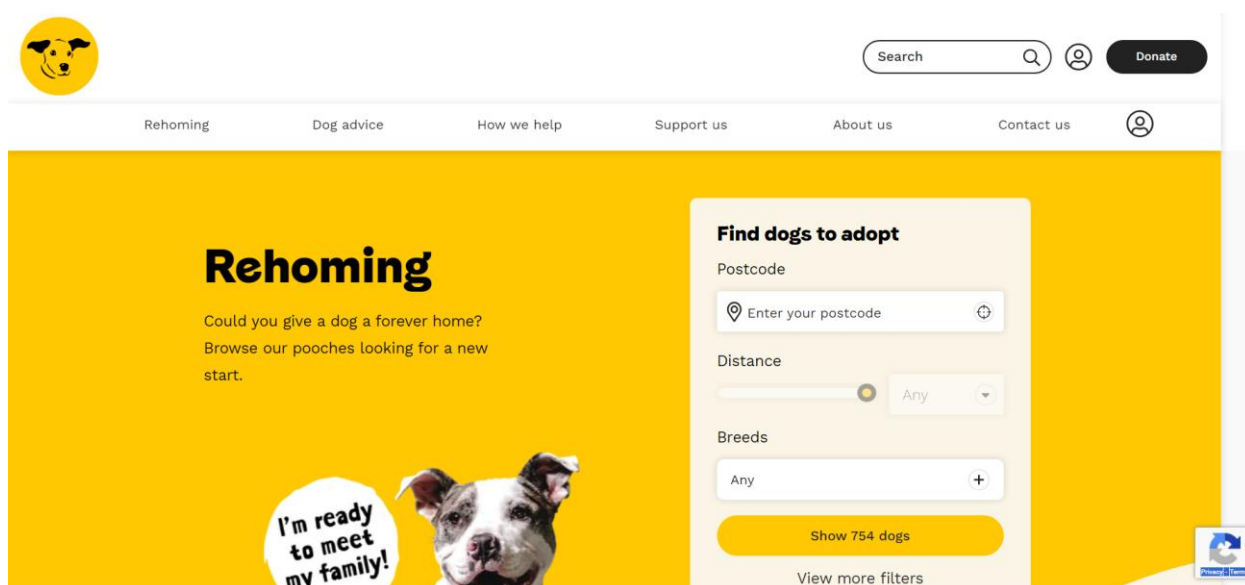 Search
Donate
Rehoming
Dog advice
How we help
Support us
About us
Contact us
Rehoming
Could you give a dog a forever home?
Browse our pooches looking for a new
start.
I'm ready
to meet
my family!
Find dogs to adopt
Postcode
Enter your postcode
Distance
Any
Breeds
Any
Show 754 dogs
View more filters
Privacy - Term